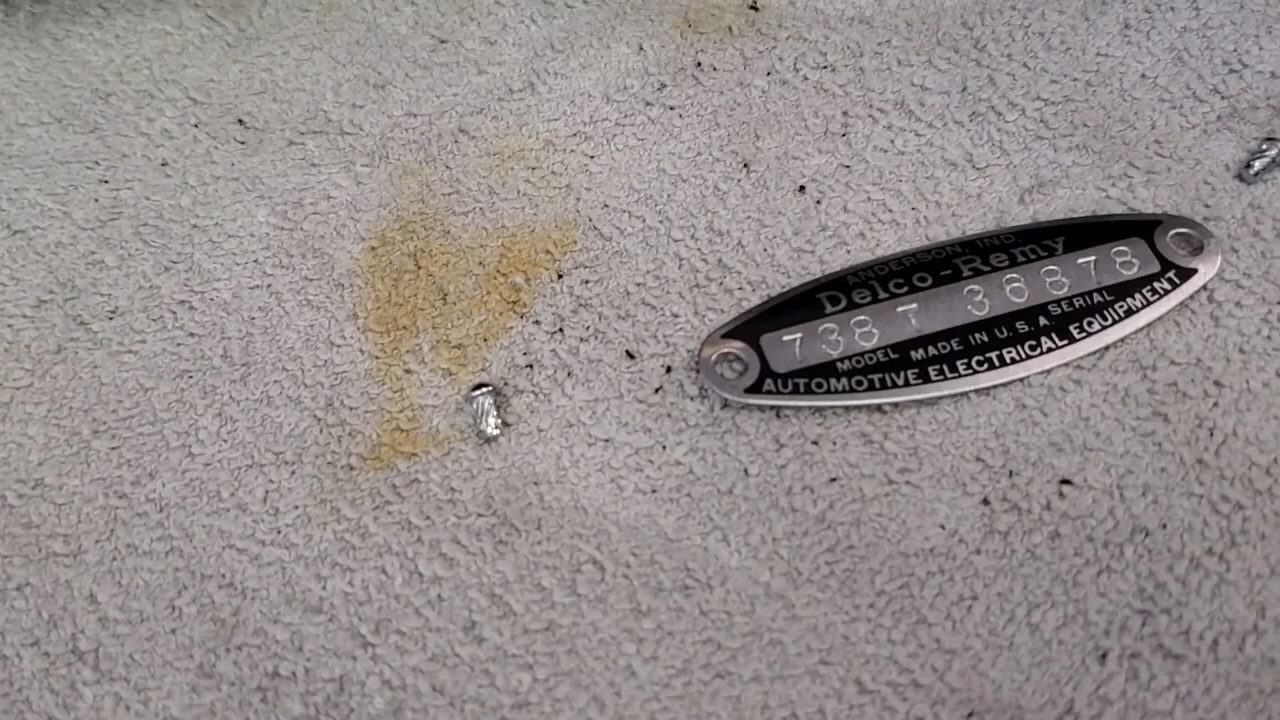 ANDERSON, IND.
Delco-Remy
738 T 38878
MODEL MADE IN U.S.A. SERIAL
AUTOMOTIVE ELECTRICAL EQUIPMENT